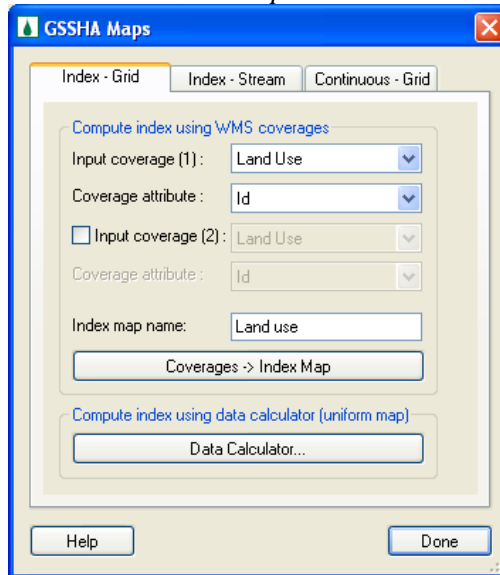 GSSHA Maps
Index - Grid Index - Stream Continuous - Grid
Compute index using WMS coverages
Input coverage (1) : Land Use
Coverage attribute : Id
Input coverage (2) : Land Use
Coverage attribute : Id
Index map name: Land use
Coverages -> Index Map
Compute index using data calculator (uniform map)
Data Calculator...
Help Done